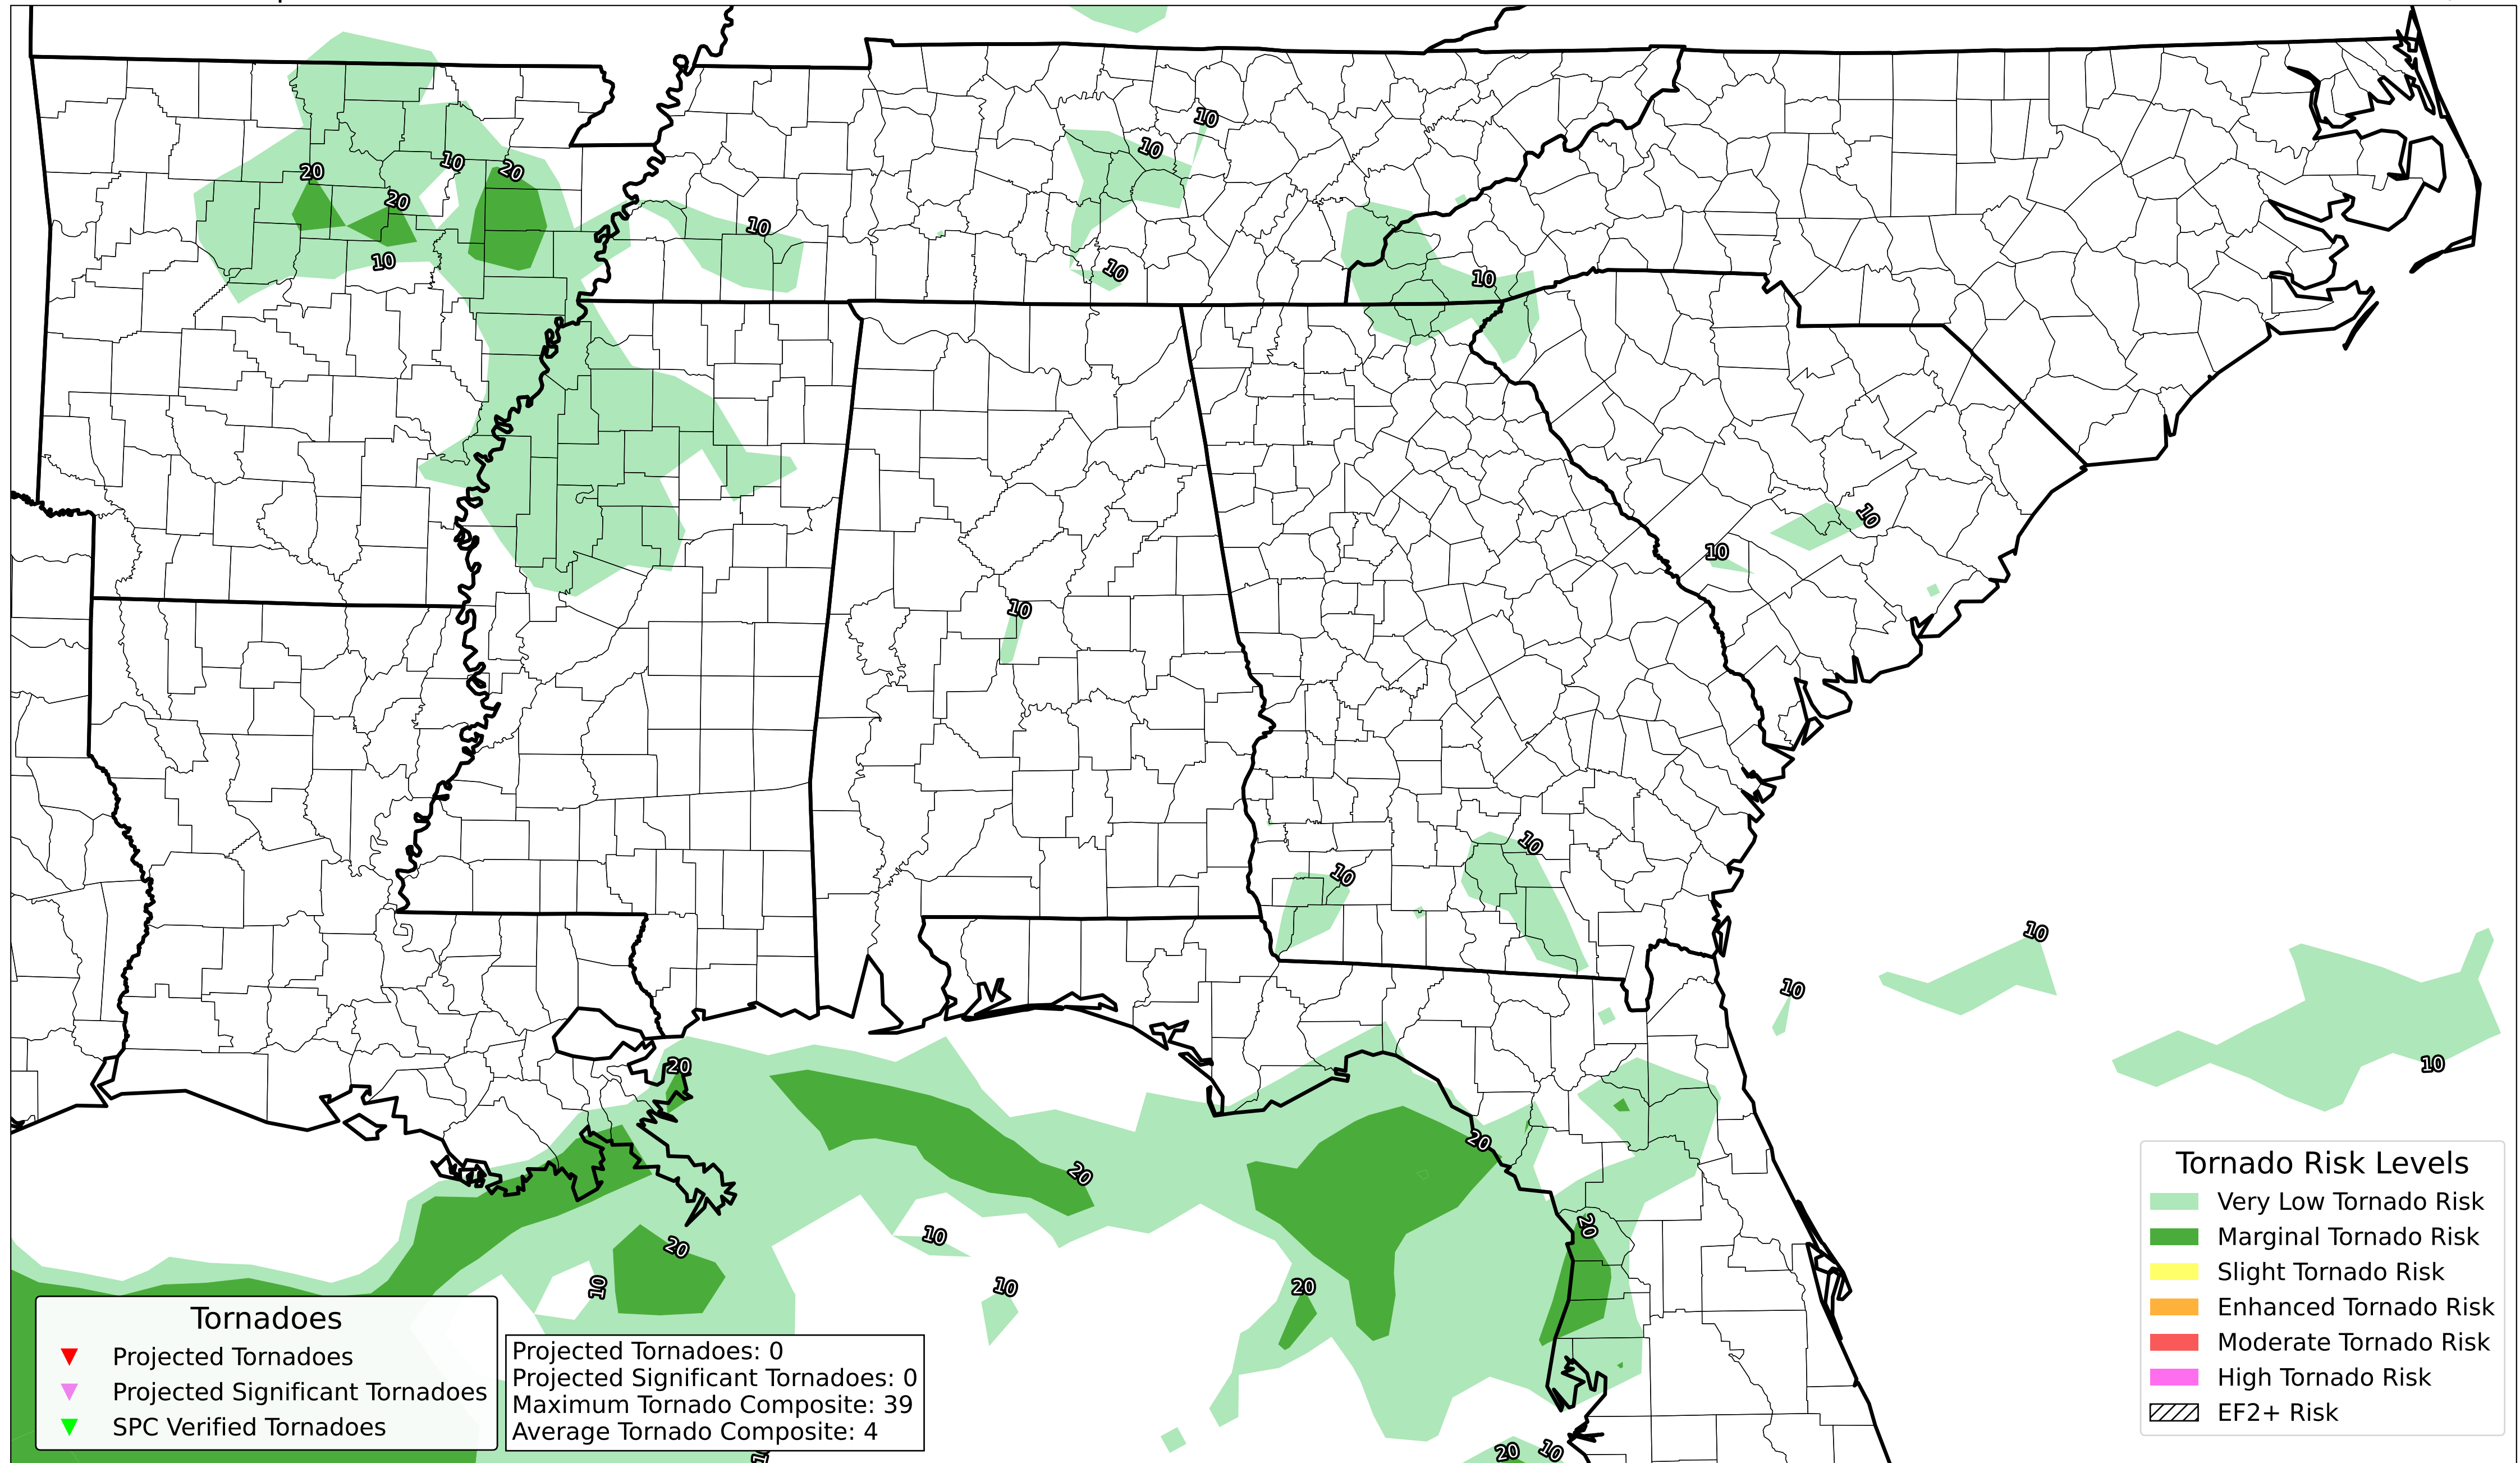 10
20
10
20
20
10
10
10
10
10
10
10
10
10
10
10
10
10
10
20
20
20
20
10
20
10
10
20
20
10
Tornadoes
Projected Tornadoes
Projected Significant Tornadoes
SPC Verified Tornadoes
Projected Tornadoes: 0
Projected Significant Tornadoes: 0
Maximum Tornado Composite: 39
Average Tornado Composite: 4
Tornado Risk Levels
Very Low Tornado Risk
Marginal Tornado Risk
Slight Tornado Risk
Enhanced Tornado Risk
Moderate Tornado Risk
High Tornado Risk
EF2+ Risk